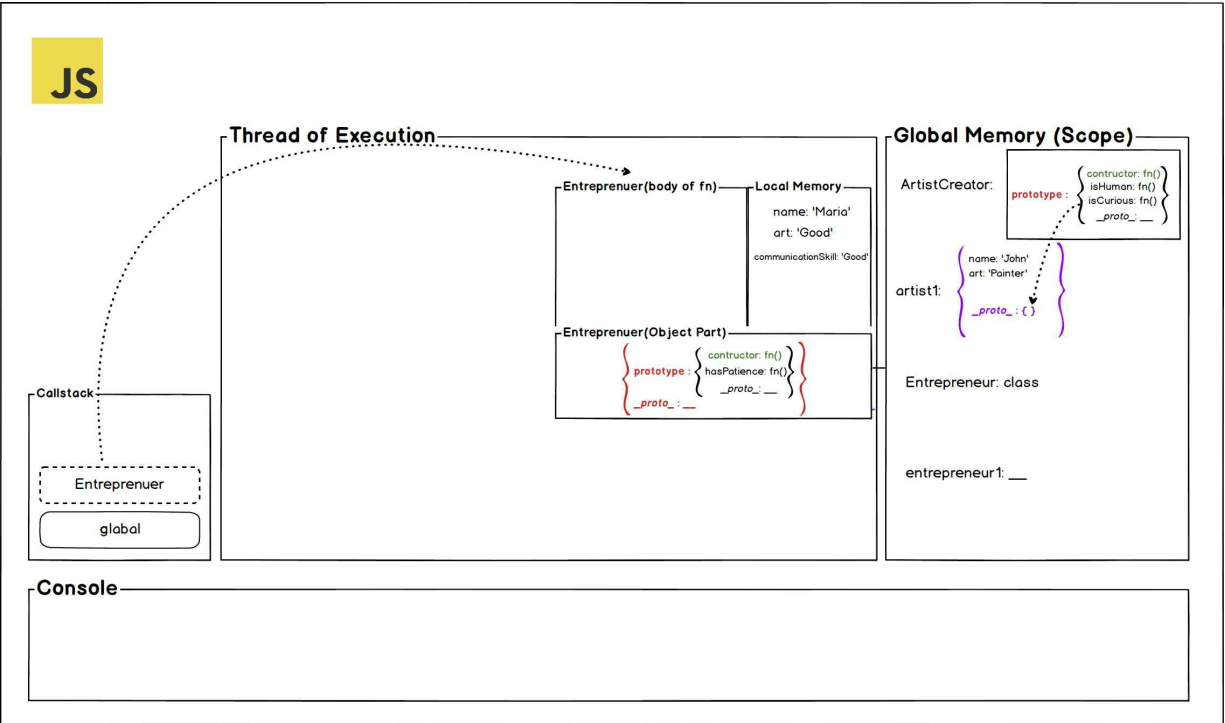 JS
Thread of Execution
Global Memory (Scope)
Entreprenuer(body of fn)
Local Memory
name: 'Maria'
art: 'Good'
communicationSkill: 'Good'
Entreprenuer(Object Part)
prototype :
contructor: fn()
hasPatience: fn()
_proto_: __
_proto_ : __
ArtistCreator:
prototype :
contructor: fn()
isHuman: fn()
isCurious: fn()
_proto_: __
artist1:
name: 'John'
art: 'Painter'
_proto_ : { }
Entrepreneur: class
entrepreneur1: __
Callstack
Entreprenuer
glabal
Console